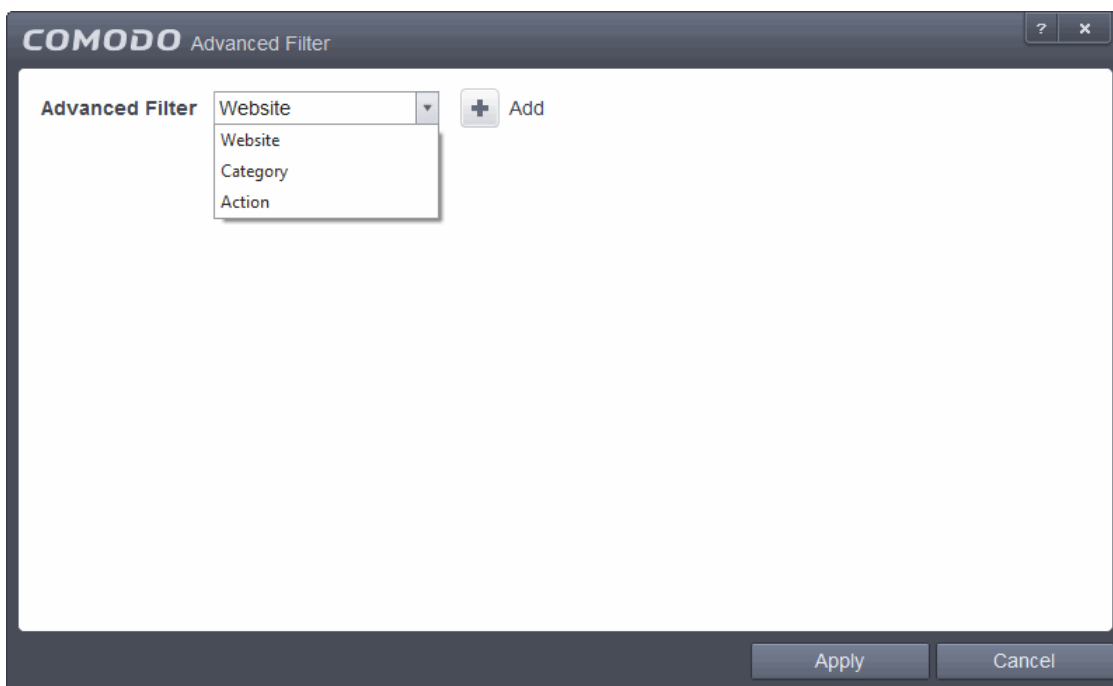 COMODO Advanced Filter ? x
Advanced Filter Website Add
Website
Category
Action
Apply Cancel